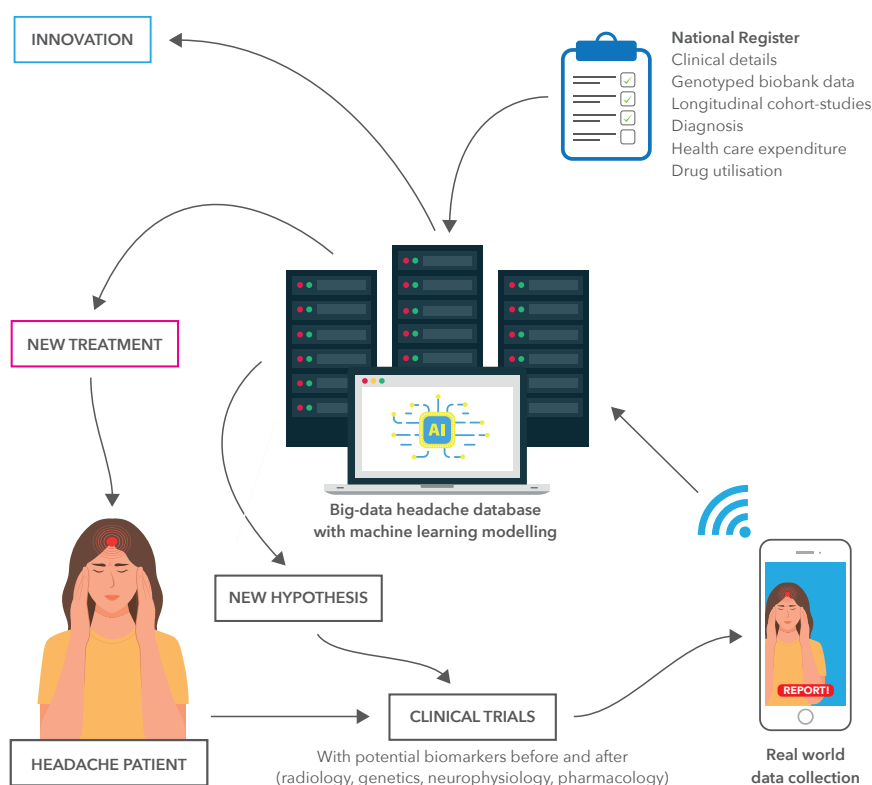 INNOVATION
National Register
Clinical details
Genotyped biobank data
Longitudinal cohort-studies
Diagnosis
Health care expenditure
Drug utilisation
NEW TREATMENT
AI
Big-data headache database
with machine learning modelling
NEW HYPOTHESIS
REPORT!
CLINICAL TRIALS
With potential biomarkers before and after
(radiology, genetics, neurophysiology, pharmacology)
HEADACHE PATIENT
Real world
data collection